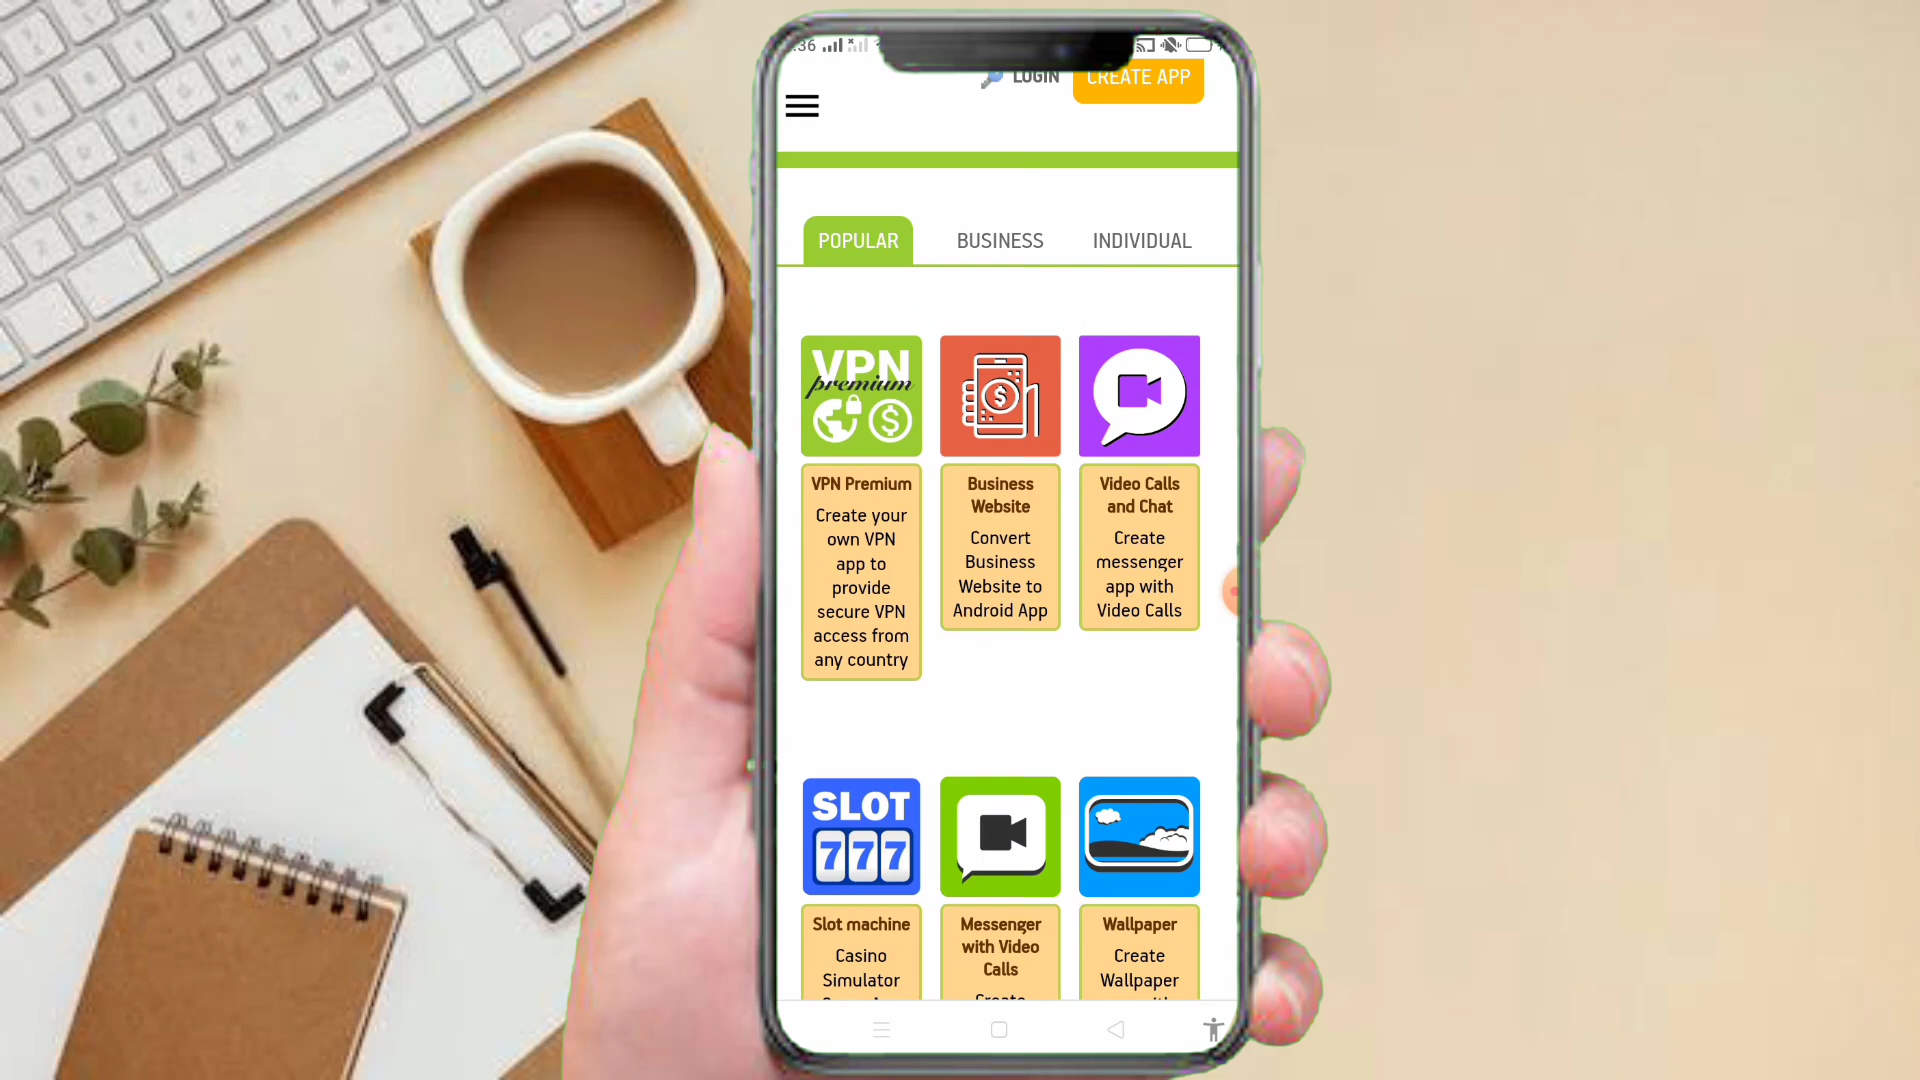 36
LOGIN
CREATE APP
POPULAR
BUSINESS
INDIVIDUAL
VPN
premium
VPN Premium
Create your
own VPN
app to
provide
secure VPN
access from
any country
$
Business
Website
Convert
Business
Website to
Android App
Video Calls
and Chat
Create
messenger
app with
Video Calls
SLOT
777
Slot machine
Casino
Simulator
Messenger
with Video
Calls
Create
Wallpaper
Create
Wallpaper